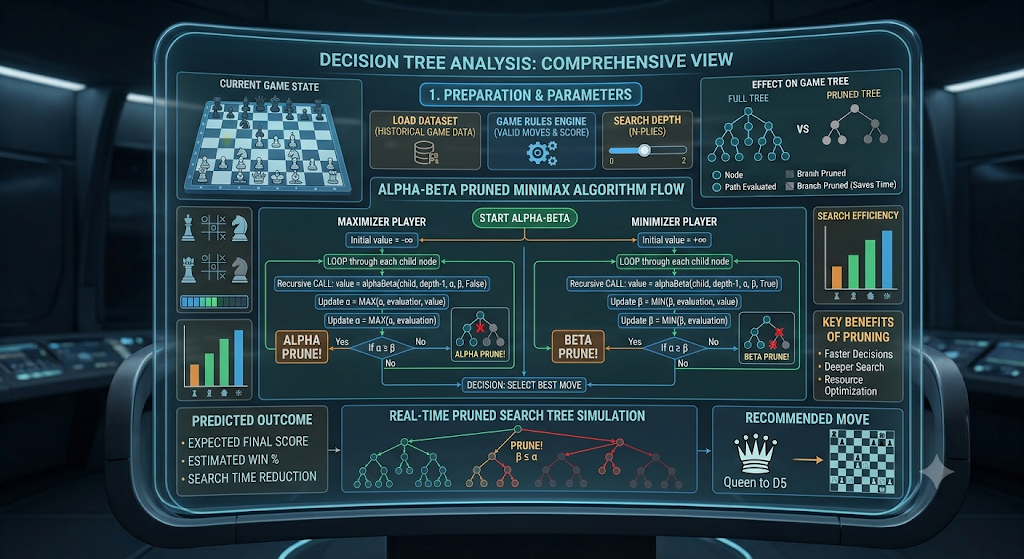 DECISION TREE ANALYSIS: COMPREHENSIVE VIEW
CURRENT GAME STATE
1. PREPARATION & PARAMETERS
LOAD DATASET
(HISTORICAL GAME DATA)
GAME RULES ENGINE
(VALID MOVES & SCORE)
SEARCH DEPTH
(N-PLIES)
0 2
EFFECT ON GAME TREE
FULL TREE
VS
PRUNED TREE
Node
Path Evaluated
Branh Pruned
Branch Pruned (Saves Time)
ALPHA-BETA PRUNED MINIMAX ALGORITHM FLOW
START ALPHA-BETA
MAXIMIZER PLAYER
Initial value = -∞
LOOP through each child node
Recursive CALL: value = alphaBeta(child, depth-1, α, β, False)
Update α = MAX(α, evaluatior, value)
Update α = MAX(α, evaluation)
ALPHA
PRUNE!
Yes
If α ≥ β
No
No
ALPHA PRUNE!
MINIMIZER PLAYER
Initial value = +∞
LOOP through each child node
Recursive CALL: value = alphaBeta(child, depth-1, α, β, True)
Update β = MIN(β, evaluation, value)
Update β = MIN(β, evaluation)
BETA
PRUNE!
Yes
If α ≥ β
No
No
BETA PRUNE!
DECISION: SELECT BEST MOVE
SEARCH EFFICIENCY
KEY BENEFITS
OF PRUNING
• Faster Decisions
• Deeper Search
• Resource
Optimization
PREDICTED OUTCOME
• EXPECTED FINAL SCORE
• ESTIMATED WIN %
• SEARCH TIME REDUCTION
REAL-TIME PRUNED SEARCH TREE SIMULATION
PRUNE!
β ≤ α
RECOMMENDED MOVE
Queen to D5